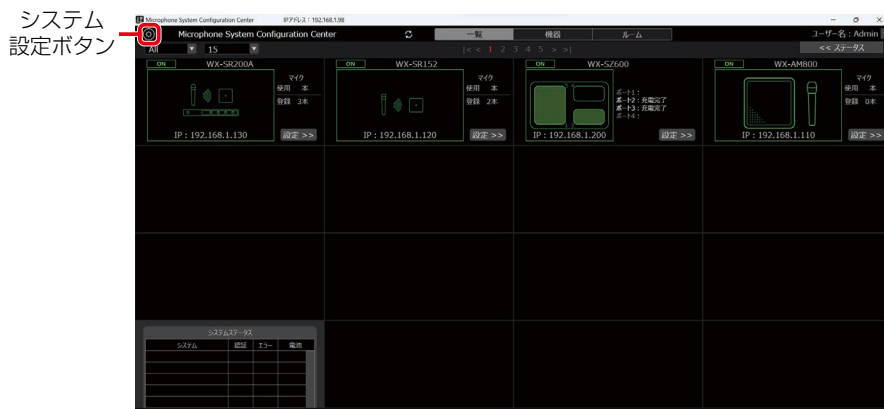 システム
設定ボタン
Microphone System Configuration Center IPアドレス : 192.168.1.98
Microphone System Configuration Center 一覧 機器 ルーム ユーザー名 : Admin
All 15 |< < 1 2 3 4 5 > >| << ステータス
ON WX-SR200A
マイク
使用 本
登録 3本
IP : 192.168.1.130 設定 >>
ON WX-SR152
マイク
使用 本
登録 2本
IP : 192.168.1.120 設定 >>
ON WX-SZ600
ポート1 :
ポート2 : 充電完了
ポート3 : 充電完了
ポート4 :
IP : 192.168.1.200 設定 >>
ON WX-AM800
マイク
使用 本
登録 0本
IP : 192.168.1.110 設定 >>
システムステータス
システム 認証 エラー 電池